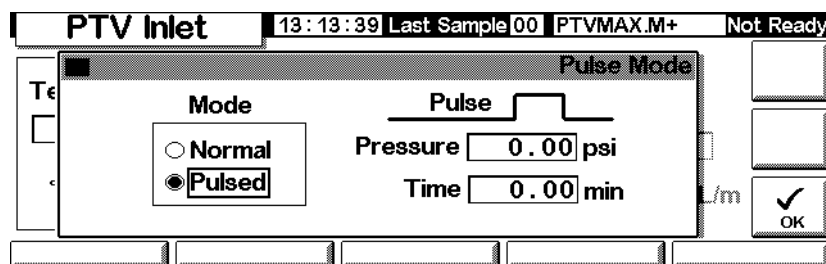 PTV Inlet 13:13:39 Last Sample 00 PTVMAX.M+ Not Ready
Pulse Mode
Te
Mode
Normal
Pulsed
Pulse
Pressure 0.00 psi
Time 0.00 min
L/m
OK